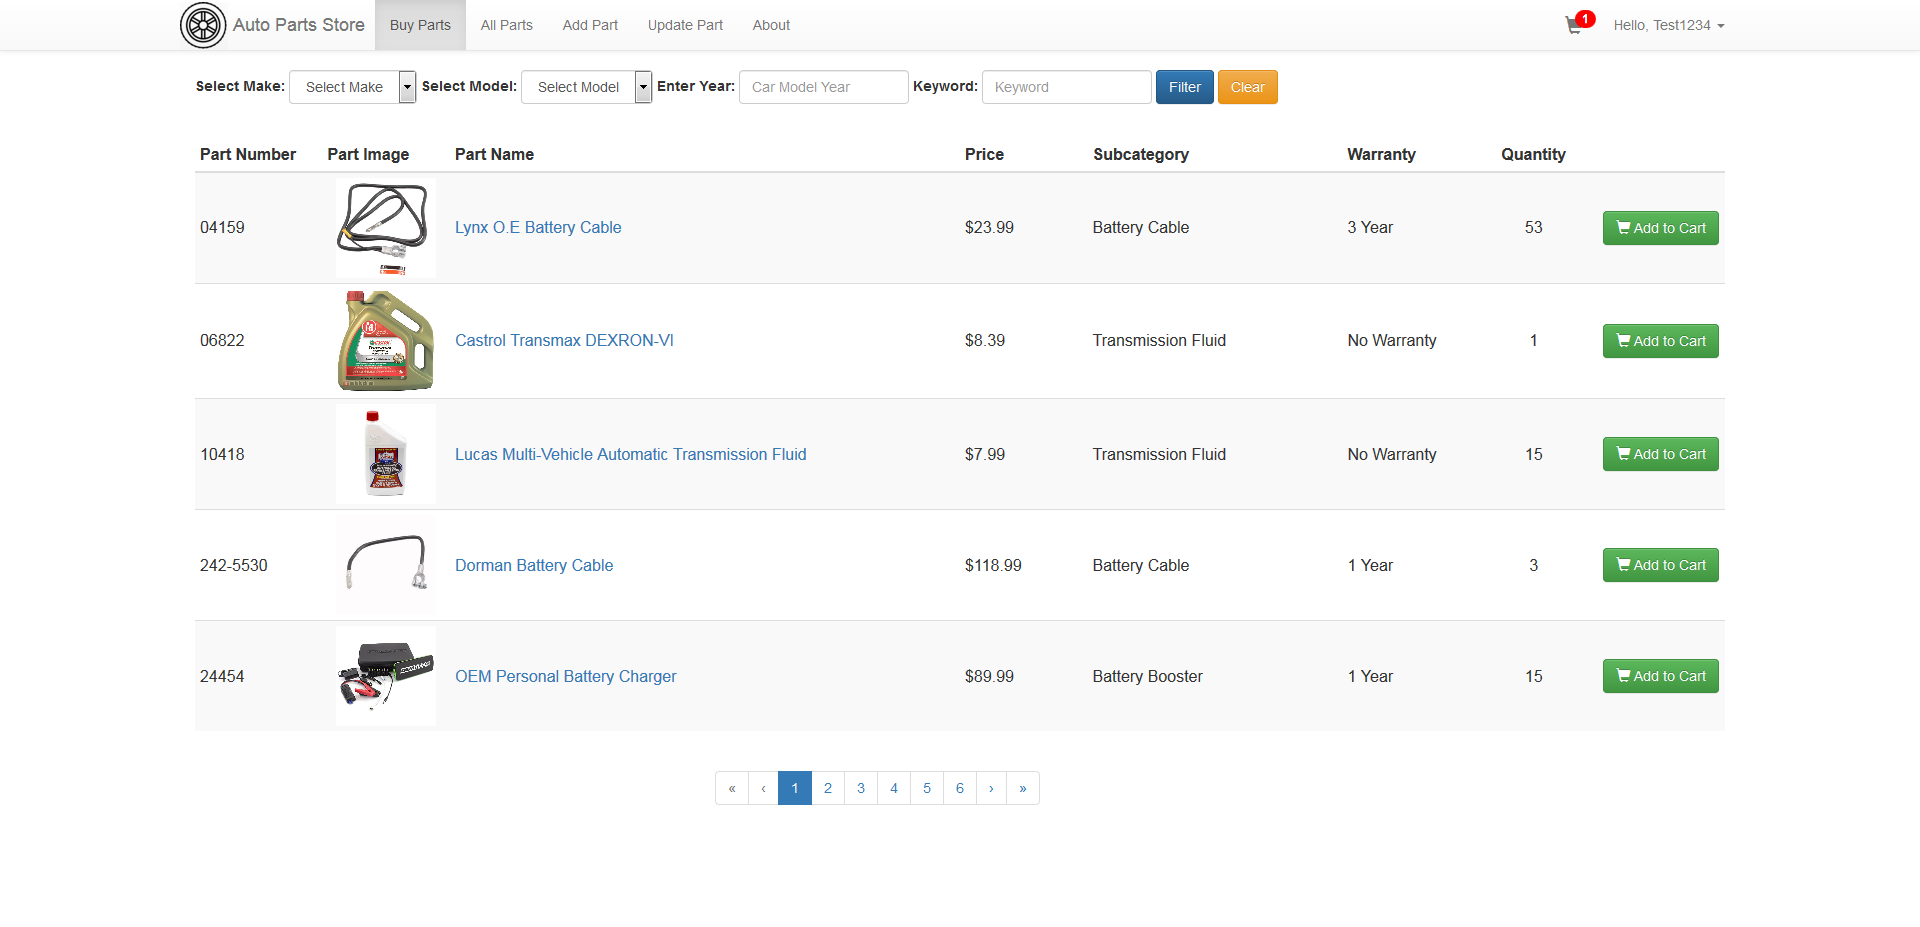 Auto Parts Store Buy Parts All Parts Add Part Update Part About 1 Hello, Test1234
Select Make: Select Make Select Model: Select Model Enter Year: Car Model Year Keyword: Keyword Filter Clear
Part Number Part Image Part Name Price Subcategory Warranty Quantity
04159 Lynx O.E Battery Cable $23.99 Battery Cable 3 Year 53 Add to Cart
06822 Castrol Transmax DEXRON-VI $8.39 Transmission Fluid No Warranty 1 Add to Cart
10418 Lucas Multi-Vehicle Automatic Transmission Fluid $7.99 Transmission Fluid No Warranty 15 Add to Cart
242-5530 Dorman Battery Cable $118.99 Battery Cable 1 Year 3 Add to Cart
24454 OEM Personal Battery Charger $89.99 Battery Booster 1 Year 15 Add to Cart
« ‹ 1 2 3 4 5 6 › »